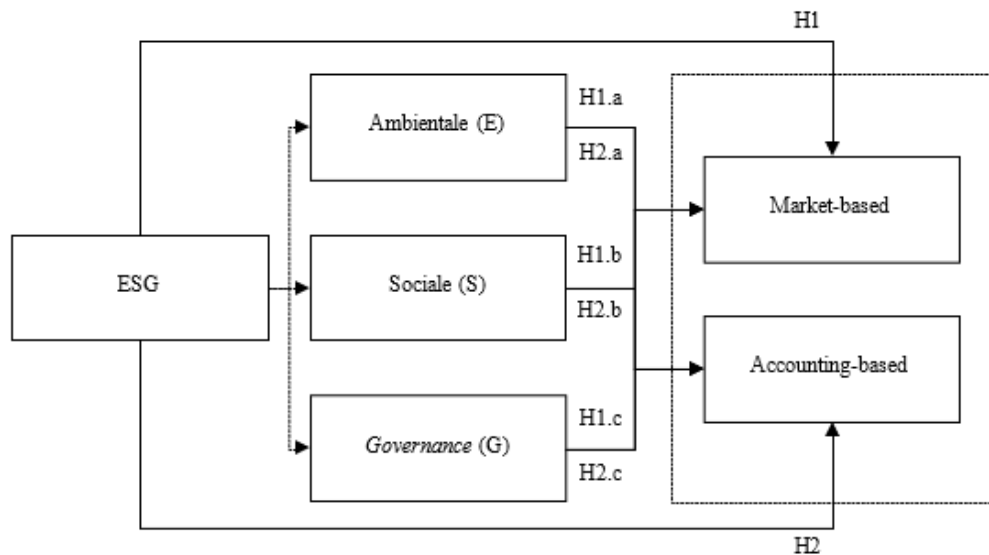 H1
H1.a
Ambientale (E)
H2.a
Market-based
H1.b
ESG
Sociale (S)
H2.b
Accounting-based
H1.c
Governance (G)
H2.c
H2